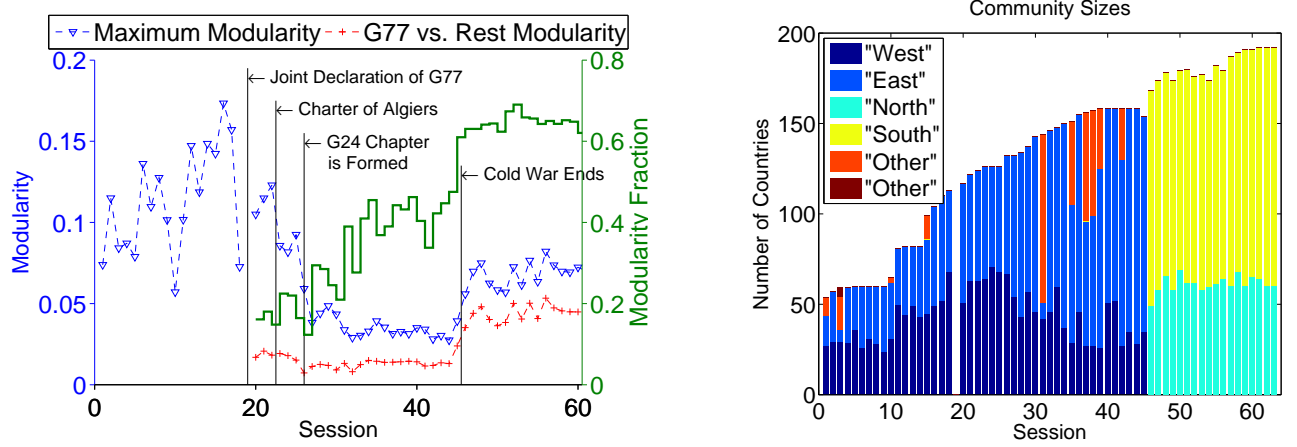 Maximum Modularity
G77 vs. Rest Modularity
0.2
0.15
0.1
0.05
0
Modularity
0.8
0.6
0.4
0.2
0
Modularity Fraction
← Joint Declaration of G77
← Charter of Algiers
← G24 Chapter
is Formed
← Cold War Ends
0
20
40
60
Session
Community Sizes
200
150
100
50
0
Number of Countries
"West"
"East"
"North"
"South"
"Other"
"Other"
0
10
20
30
40
50
60
Session